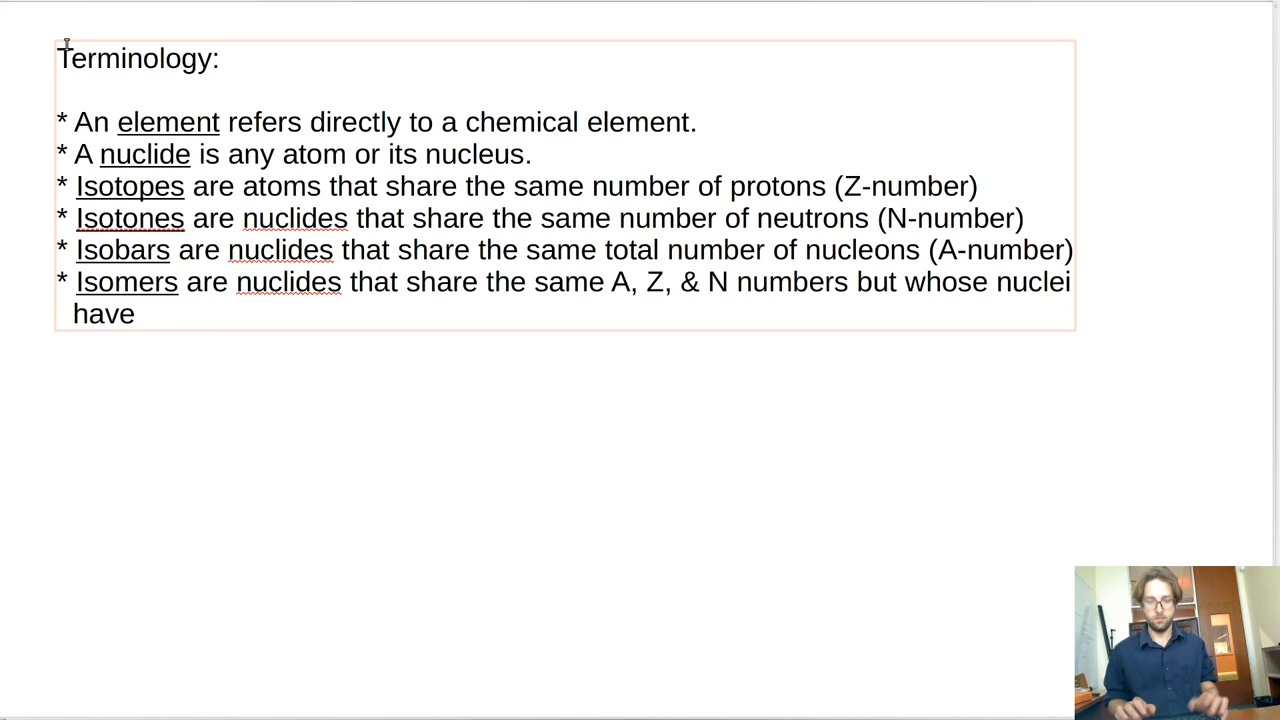 Terminology:
* An element refers directly to a chemical element.
* A nuclide is any atom or its nucleus.
* Isotopes are atoms that share the same number of protons (Z-number)
* Isotones are nuclides that share the same number of neutrons (N-number)
* Isobars are nuclides that share the same total number of nucleons (A-number)
* Isomers are nuclides that share the same A, Z, & N numbers but whose nuclei
have